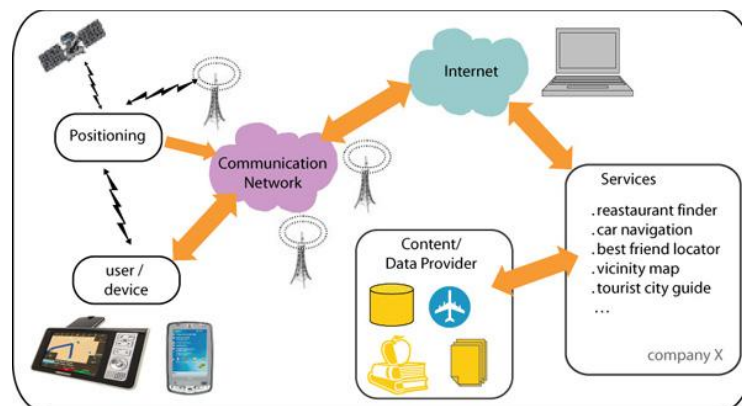 Positioning
Communication
Network
Internet
user /
device
Content/
Data Provider
Services
.reastaurant finder
.car navigation
.best friend locator
.vicinity map
.tourist city guide
...
company X